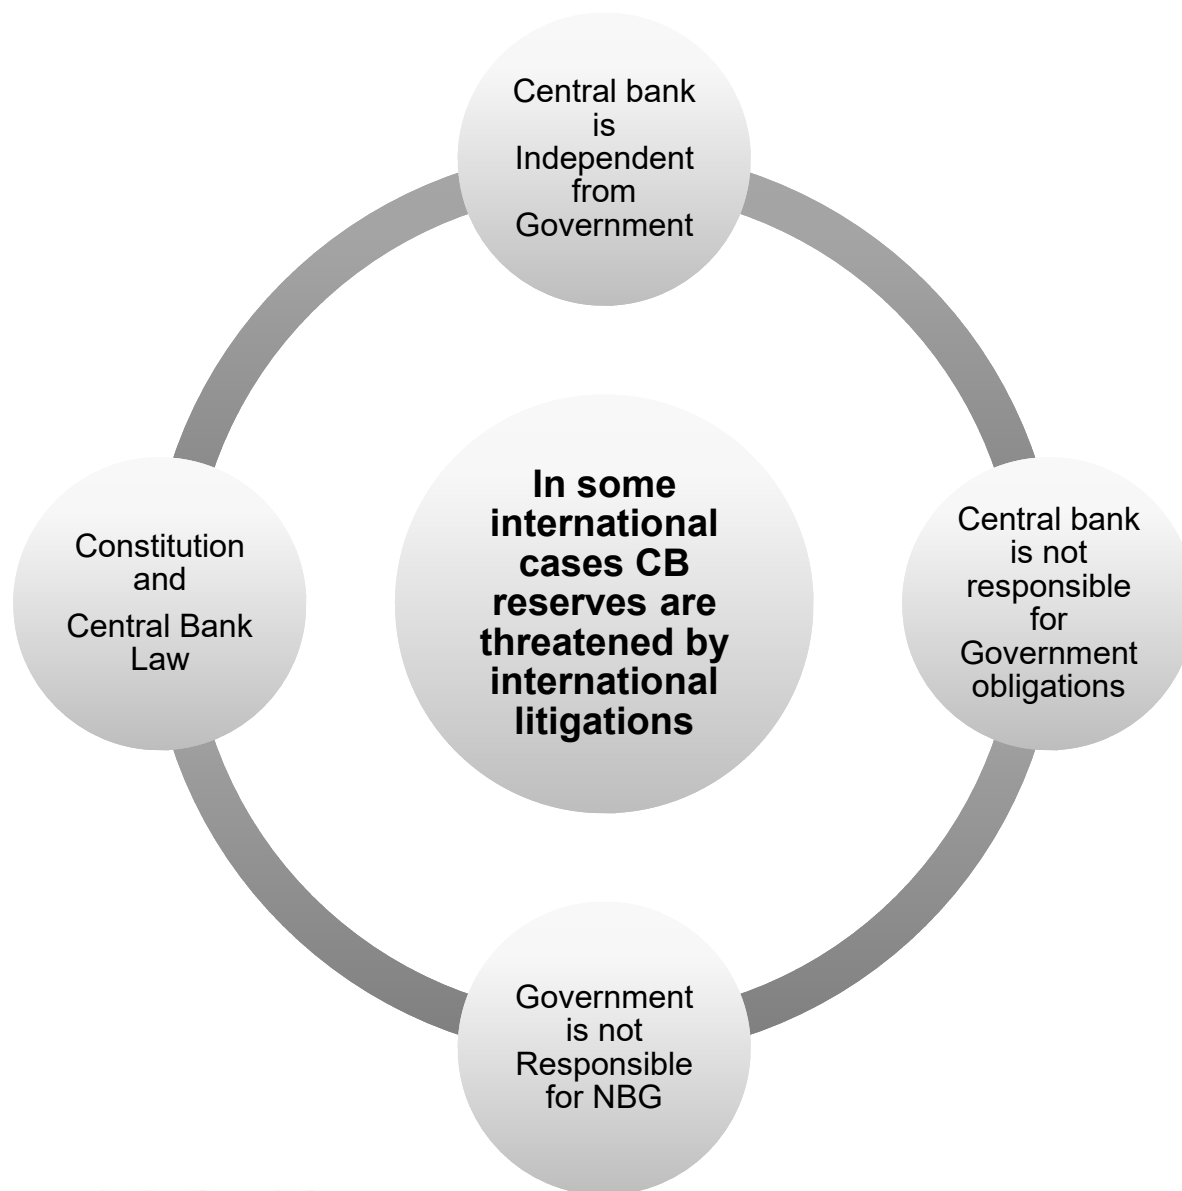 Central bank
is
Independent
from
Government
In some
international
cases CB
reserves are
threatened by
international
litigations
Constitution
and
Central Bank
Law
Central bank
is not
responsible
for
Government
obligations
Government
is not
Responsible
for NBG